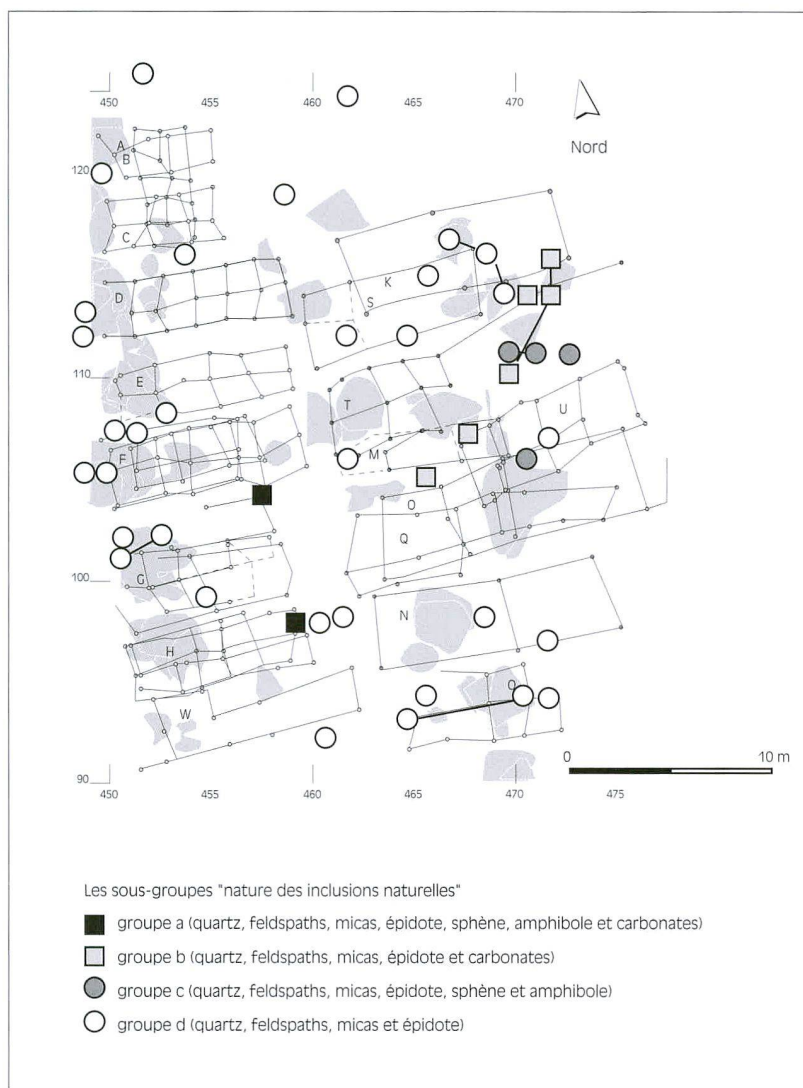 450 455 460 465 470
Nord
120
A
B
C
K
S
D
110
E
T
U
F
M
O
Q
100
G
N
H
O
W
0 10 m
90
450 455 460 465 470 475
Les sous-groupes "nature des inclusions naturelles"
groupe a (quartz, feldspaths, micas, épidote, sphène, amphibole et carbonates)
groupe b (quartz, feldspaths, micas, épidote et carbonates)
groupe c (quartz, feldspaths, micas, épidote, sphène et amphibole)
groupe d (quartz, feldspaths, micas et épidote)